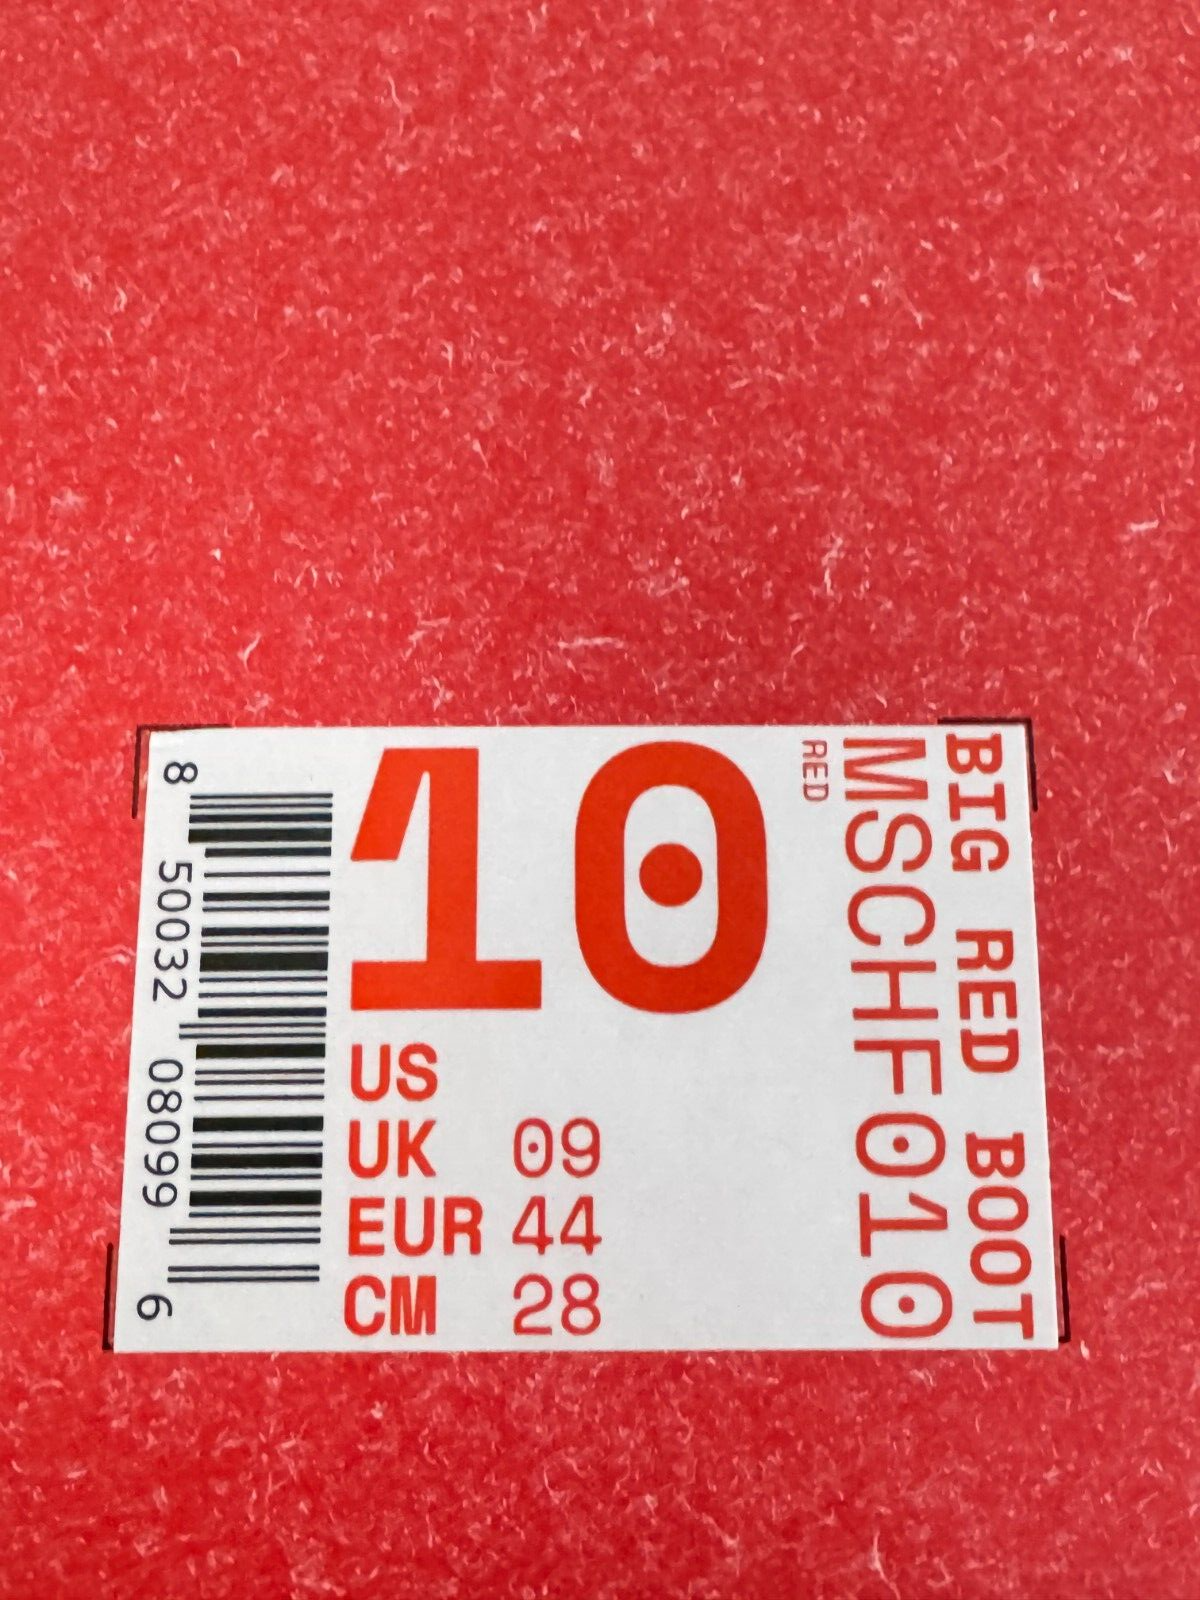 BIG RED BOOT
MSCHF010
RED
10
US
UK 09
EUR 44
CM 28
8 50032 08099 6